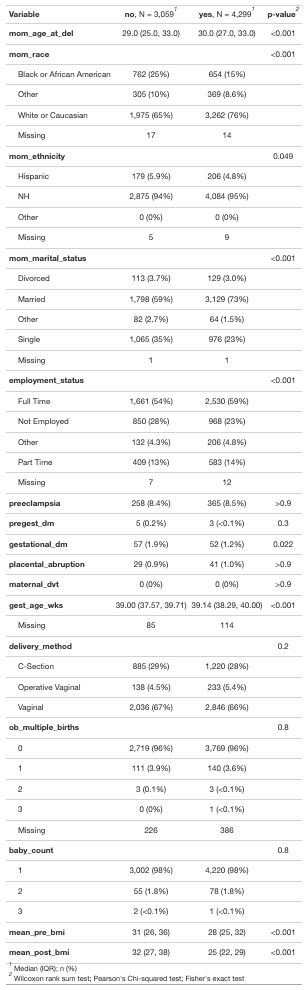 Variable no, N = 3,059¹ yes, N = 4,299¹ p-value²
mom_age_at_del 29.0 (25.0, 33.0) 30.0 (27.0, 33.0) <0.001
mom_race <0.001
Black or African American 762 (25%) 654 (15%)
Other 305 (10%) 369 (8.6%)
White or Caucasian 1,975 (65%) 3,262 (76%)
Missing 17 14
mom_ethnicity 0.049
Hispanic 179 (5.9%) 206 (4.8%)
NH 2,875 (94%) 4,084 (95%)
Other 0 (0%) 0 (0%)
Missing 5 9
mom_marital_status <0.001
Divorced 113 (3.7%) 129 (3.0%)
Married 1,798 (59%) 3,129 (73%)
Other 82 (2.7%) 64 (1.5%)
Single 1,065 (35%) 976 (23%)
Missing 1 1
employment_status <0.001
Full Time 1,661 (54%) 2,530 (59%)
Not Employed 850 (28%) 968 (23%)
Other 132 (4.3%) 206 (4.8%)
Part Time 409 (13%) 583 (14%)
Missing 7 12
preeclampsia 258 (8.4%) 365 (8.5%) >0.9
pregest_dm 5 (0.2%) 3 (<0.1%) 0.3
gestational_dm 57 (1.9%) 52 (1.2%) 0.022
placental_abruption 29 (0.9%) 41 (1.0%) >0.9
maternal_dvt 0 (0%) 0 (0%) >0.9
gest_age_wks 39.00 (37.57, 39.71) 39.14 (38.29, 40.00) <0.001
Missing 85 114
delivery_method 0.2
C-Section 885 (29%) 1,220 (28%)
Operative Vaginal 138 (4.5%) 233 (5.4%)
Vaginal 2,036 (67%) 2,846 (66%)
ob_multiple_births 0.8
0 2,719 (96%) 3,769 (96%)
1 111 (3.9%) 140 (3.6%)
2 3 (0.1%) 3 (<0.1%)
3 0 (0%) 1 (<0.1%)
Missing 226 386
baby_count 0.8
1 3,002 (98%) 4,220 (98%)
2 55 (1.8%) 78 (1.8%)
3 2 (<0.1%) 1 (<0.1%)
mean_pre_bmi 31 (26, 36) 28 (25, 32) <0.001
mean_post_bmi 32 (27, 38) 25 (22, 29) <0.001
¹ Median (IQR); n (%)
² Wilcoxon rank sum test; Pearson's Chi-squared test; Fisher's exact test